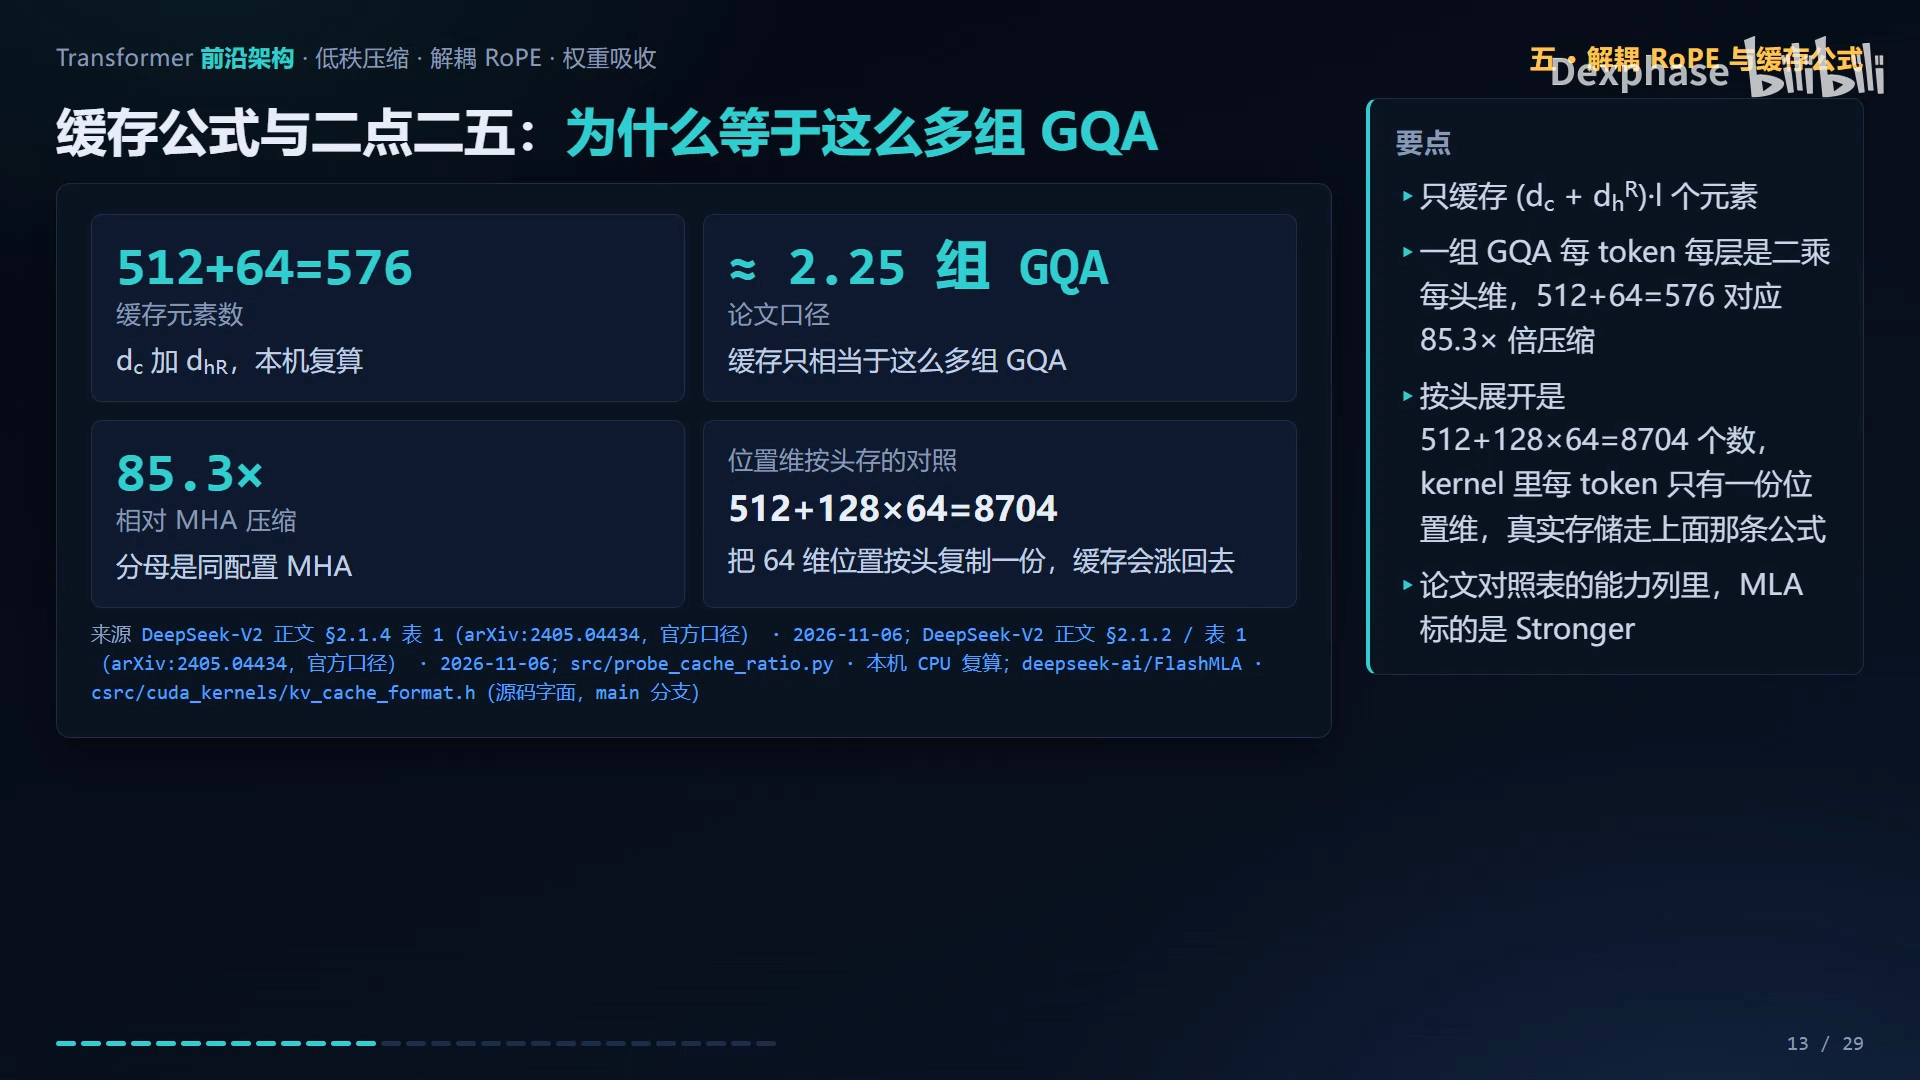 Transformer 前沿架构 · 低秩压缩 · 解耦 RoPE · 权重吸收
五 · 解耦 RoPE 与缓存公式
Dexphase bilibili
缓存公式与二点二五：为什么等于这么多组 GQA
512+64=576
缓存元素数
d_c 加 d_hR，本机复算
≈ 2.25 组 GQA
论文口径
缓存只相当于这么多组 GQA
85.3×
相对 MHA 压缩
分母是同配置 MHA
位置维按头存的对照
512+128×64=8704
把 64 维位置按头复制一份，缓存会涨回去
来源 DeepSeek-V2 正文 §2.1.4 表 1（arXiv:2405.04434，官方口径） · 2026-11-06；DeepSeek-V2 正文 §2.1.2 / 表 1
（arXiv:2405.04434，官方口径） · 2026-11-06；src/probe_cache_ratio.py · 本机 CPU 复算；deepseek-ai/FlashMLA ·
csrc/cuda_kernels/kv_cache_format.h（源码字面，main 分支）
要点
▸只缓存 (d_c + d_h^R)·l 个元素
▸一组 GQA 每 token 每层是二乘
每头维，512+64=576 对应
85.3× 倍压缩
▸按头展开是
512+128×64=8704 个数，
kernel 里每 token 只有一份位
置维，真实存储走上面那条公式
▸论文对照表的能力列里，MLA
标的是 Stronger
13 / 29